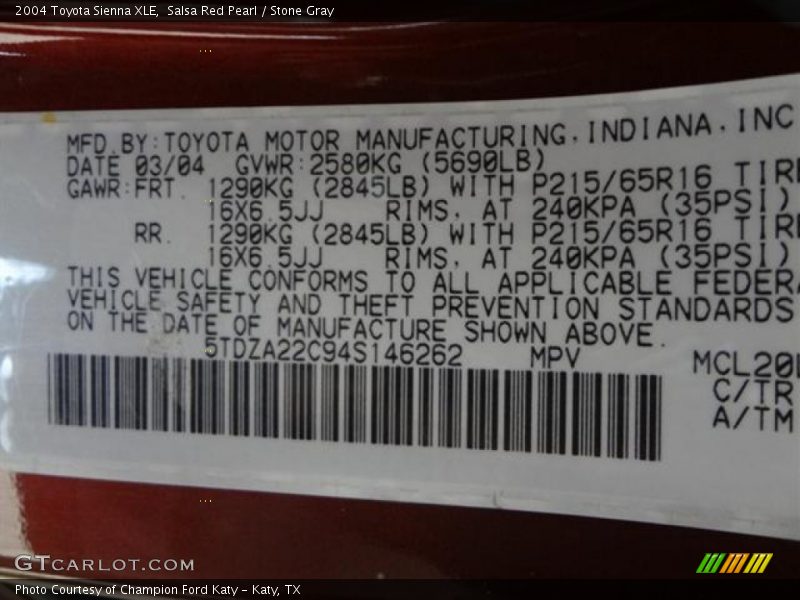 2004 Toyota Sienna XLE,  Salsa Red Pearl / Stone Gray
MFD.BY:TOYOTA MOTOR MANUFACTURING,INDIANA,INC
DATE 03/04 GVWR:2580KG (5690LB)
GAWR:FRT. 1290KG (2845LB) WITH P215/65R16 TIRE
16X6.5JJ RIMS, AT 240KPA (35PSI)
RR. 1290KG (2845LB) WITH P215/65R16 TIRE
16X6.5JJ RIMS, AT 240KPA (35PSI)
THIS VEHICLE CONFORMS TO ALL APPLICABLE FEDERA
VEHICLE SAFETY AND THEFT PREVENTION STANDARDS
ON THE DATE OF MANUFACTURE SHOWN ABOVE.
5TDZA22C94S146262 MPV MCL20L
C/TR
A/TM
GTCARLOT.COM
Photo Courtesy of Champion Ford Katy - Katy, TX